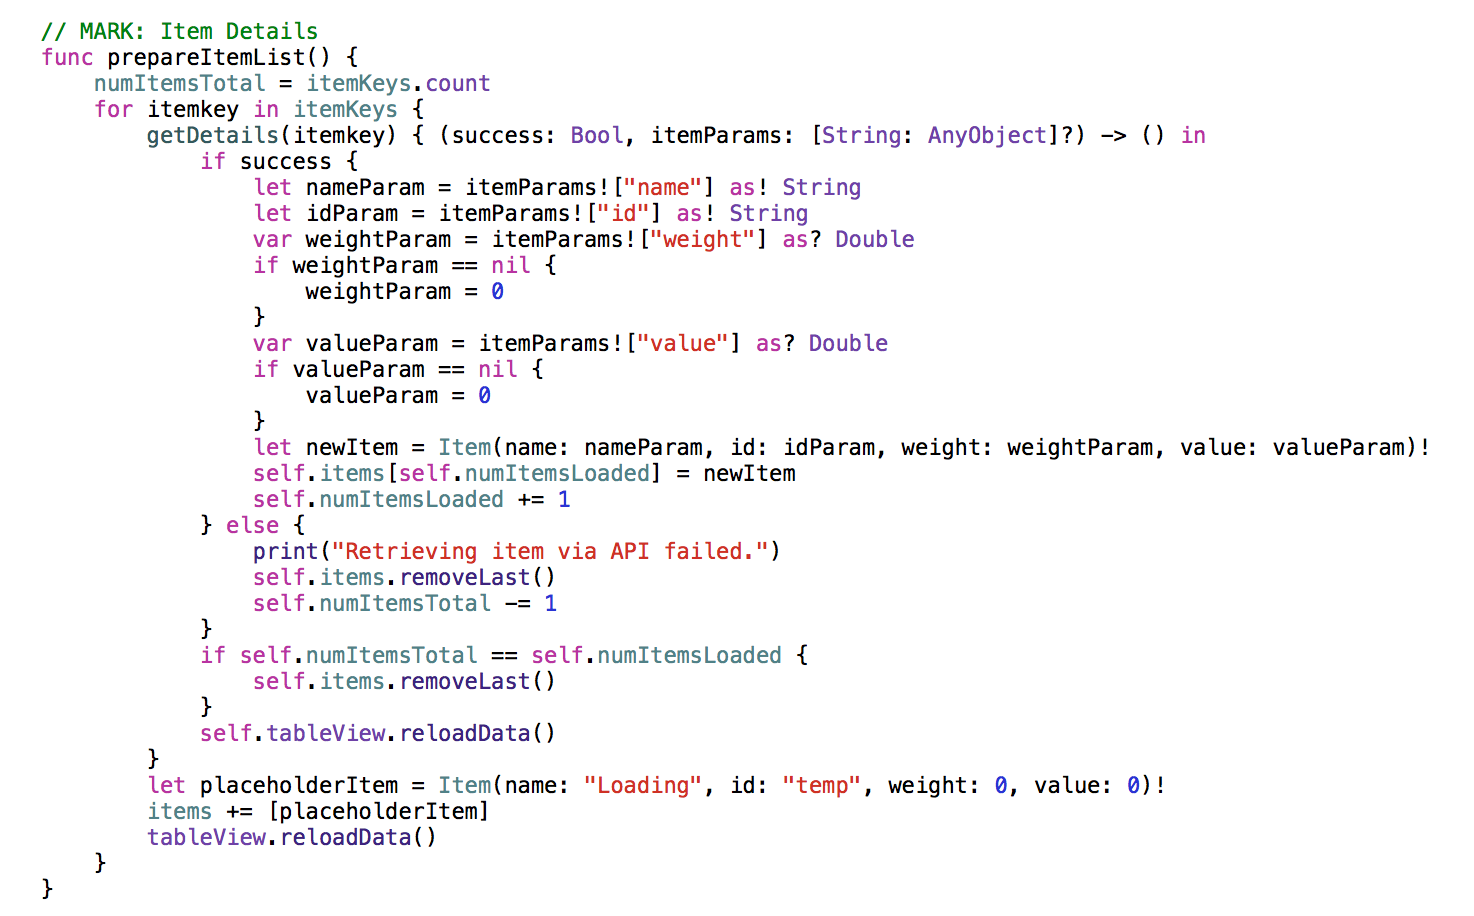 // MARK: Item Details
func prepareItemList() {
    numItemsTotal = itemKeys.count
    for itemkey in itemKeys {
        getDetails(itemkey) { (success: Bool, itemParams: [String: AnyObject]?) -> () in
            if success {
                let nameParam = itemParams!["name"] as! String
                let idParam = itemParams!["id"] as! String
                var weightParam = itemParams!["weight"] as? Double
                if weightParam == nil {
                    weightParam = 0
                }
                var valueParam = itemParams!["value"] as? Double
                if valueParam == nil {
                    valueParam = 0
                }
                let newItem = Item(name: nameParam, id: idParam, weight: weightParam, value: valueParam)!
                self.items[self.numItemsLoaded] = newItem
                self.numItemsLoaded += 1
            } else {
                print("Retrieving item via API failed.")
                self.items.removeLast()
                self.numItemsTotal -= 1
            }
            if self.numItemsTotal == self.numItemsLoaded {
                self.items.removeLast()
            }
            self.tableView.reloadData()
        }
        let placeholderItem = Item(name: "Loading", id: "temp", weight: 0, value: 0)!
        items += [placeholderItem]
        tableView.reloadData()
    }
}